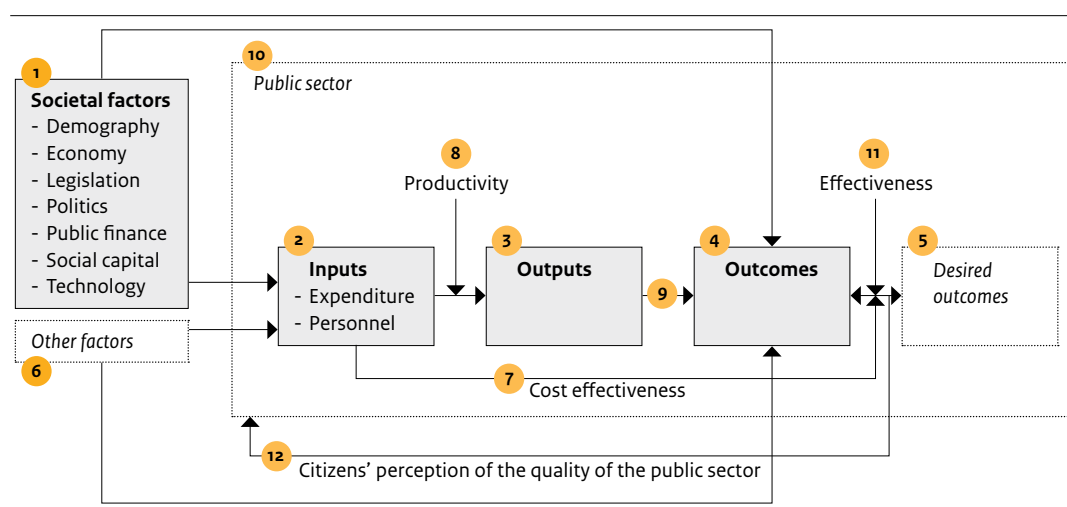 10
Public sector
1
Societal factors
- Demography
- Economy
- Legislation
- Politics
- Public finance
- Social capital
- Technology
8
Productivity
11
Effectiveness
2
Inputs
- Expenditure
- Personnel
3
Outputs
9
4
Outcomes
5
Desired
outcomes
Other factors
6
7
Cost effectiveness
12
Citizens’ perception of the quality of the public sector